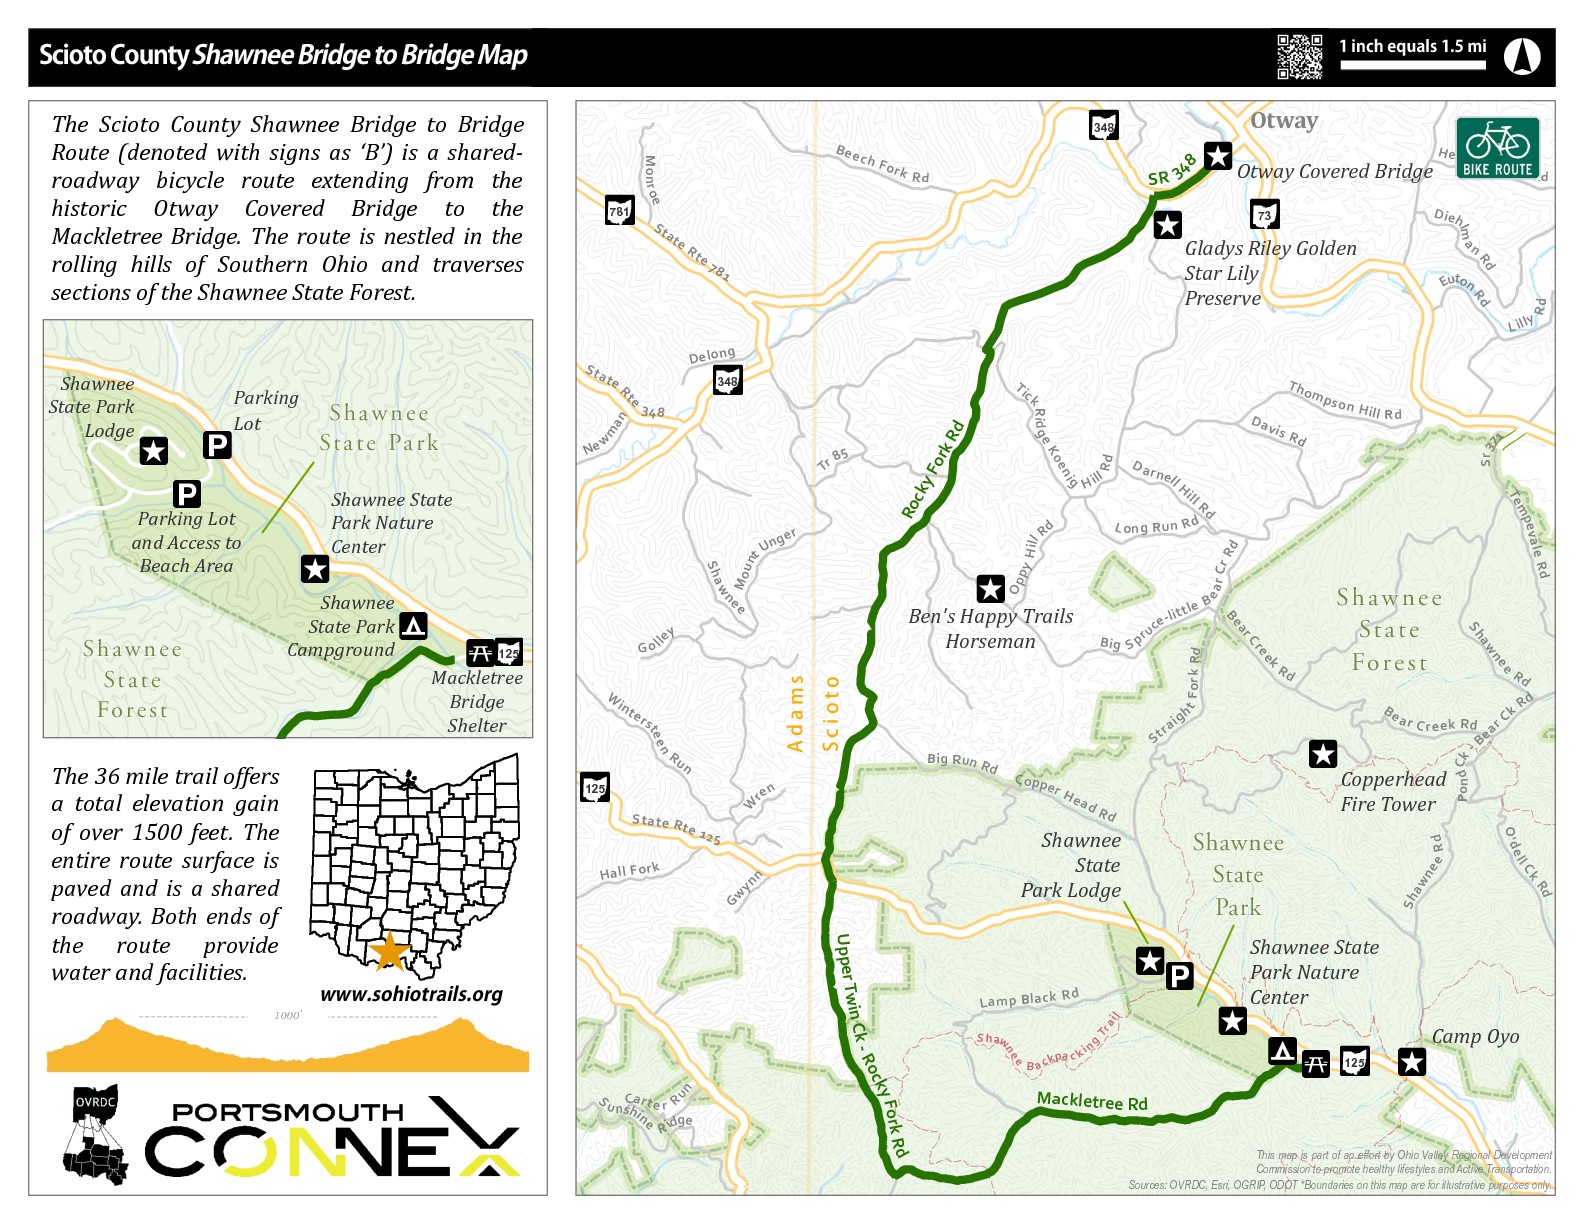 Scioto County Shawnee Bridge to Bridge Map
1 inch equals 1.5 mi
The Scioto County Shawnee Bridge to Bridge
Route (denoted with signs as ‘B’) is a shared-
roadway bicycle route extending from the
historic Otway Covered Bridge to the
Mackletree Bridge. The route is nestled in the
rolling hills of Southern Ohio and traverses
sections of the Shawnee State Forest.
Shawnee
State Park
Lodge
Parking
Lot
Shawnee
State Park
Parking Lot
and Access to
Beach Area
Shawnee State
Park Nature
Center
Shawnee
State Park
Campground
125
Mackletree
Bridge
Shelter
Shawnee
State
Forest
P
P
The 36 mile trail offers
a total elevation gain
of over 1500 feet. The
entire route surface is
paved and is a shared
roadway. Both ends of
the route provide
water and facilities.
www.sohiotrails.org
1000'
OVRDC
PORTSMOUTH
CONNEX
348
Otway
BIKE ROUTE
SR 348
Otway Covered Bridge
Beech Fork Rd
Monroe
781
State Rte 781
73
Gladys Riley Golden
Star Lily
Preserve
Diehlman Rd
Euton Rd
Lilly Rd
Delong
348
State Rte 348
Newman
Tr 85
Tick Ridge Koenig Hill Rd
Thompson Hill Rd
Davis Rd
Sr 371
Darnell Hill Rd
Long Run Rd
Tempevale Rd
Rocky Fork Rd
Mount Unger
Shawnee
Oppy Hill Rd
Ben's Happy Trails
Horseman
Big Spruce-little Bear Cr Rd
Shawnee
State
Forest
Golley
Bear Creek Rd
Shawnee Rd
Straight Fork Rd
Adams
Scioto
Wintersteen Run
Bear Creek Rd
Bear Ck Rd
Big Run Rd
Copper Head Rd
Copperhead
Fire Tower
Pond Ck
125
State Rte 125
Wren
Shawnee
State
Park Lodge
Shawnee
State
Park
Shawnee Rd
O'dell Ck Rd
Hall Fork
Gwynn
Shawnee State
Park Nature
Center
P
Upper Twin Ck - Rocky Fork Rd
Lamp Black Rd
Shawnee Backpacking Trail
Camp Oyo
125
Mackletree Rd
Carter Run
Sunshine Ridge
This map is part of an effort by Ohio Valley Regional Development
Commission to promote healthy lifestyles and Active Transportation.
Sources: OVRDC, Esri, OGRIP, ODOT *Boundaries on this map are for illustrative purposes only.